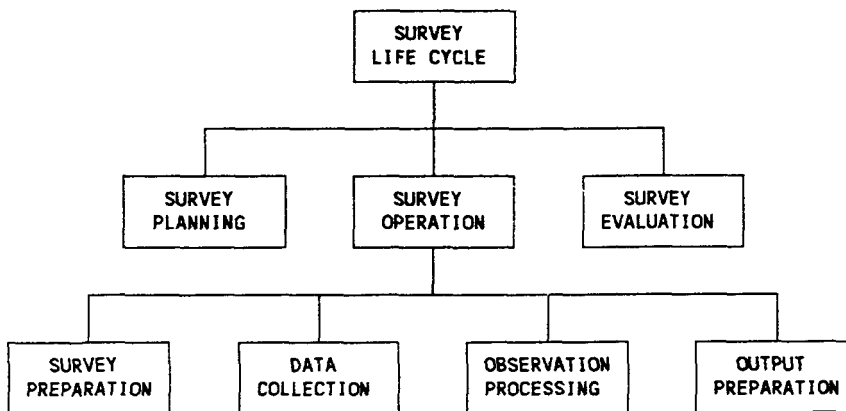 SURVEY
LIFE CYCLE
SURVEY
PLANNING
SURVEY
OPERATION
SURVEY
EVALUATION
SURVEY
PREPARATION
DATA
COLLECTION
OBSERVATION
PROCESSING
OUTPUT
PREPARATION